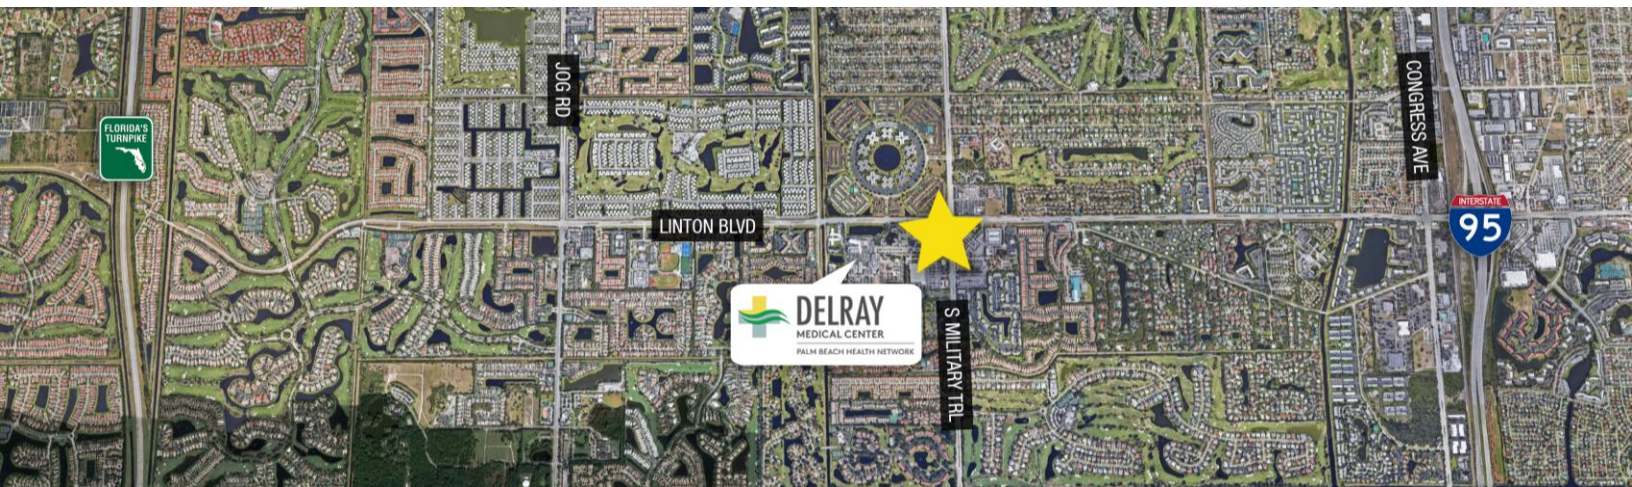 JOG RD
CONGRESS AVE
FLORIDA'S
TURNPIKE
LINTON BLVD
INTERSTATE
95
DELRAY
MEDICAL CENTER
PALM BEACH HEALTH NETWORK
S MILITARY TRL